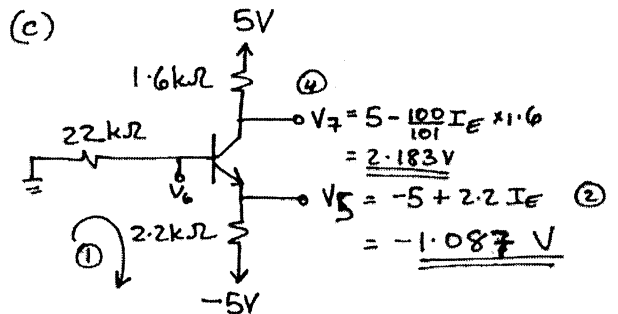 (c)
5V
1.6kΩ
④
V7 = 5 - 100/101 IE × 1.6
= 2.183V
22kΩ
V6
V5 = -5 + 2.2 IE ②
= -1.087 V
① 2.2kΩ
-5V